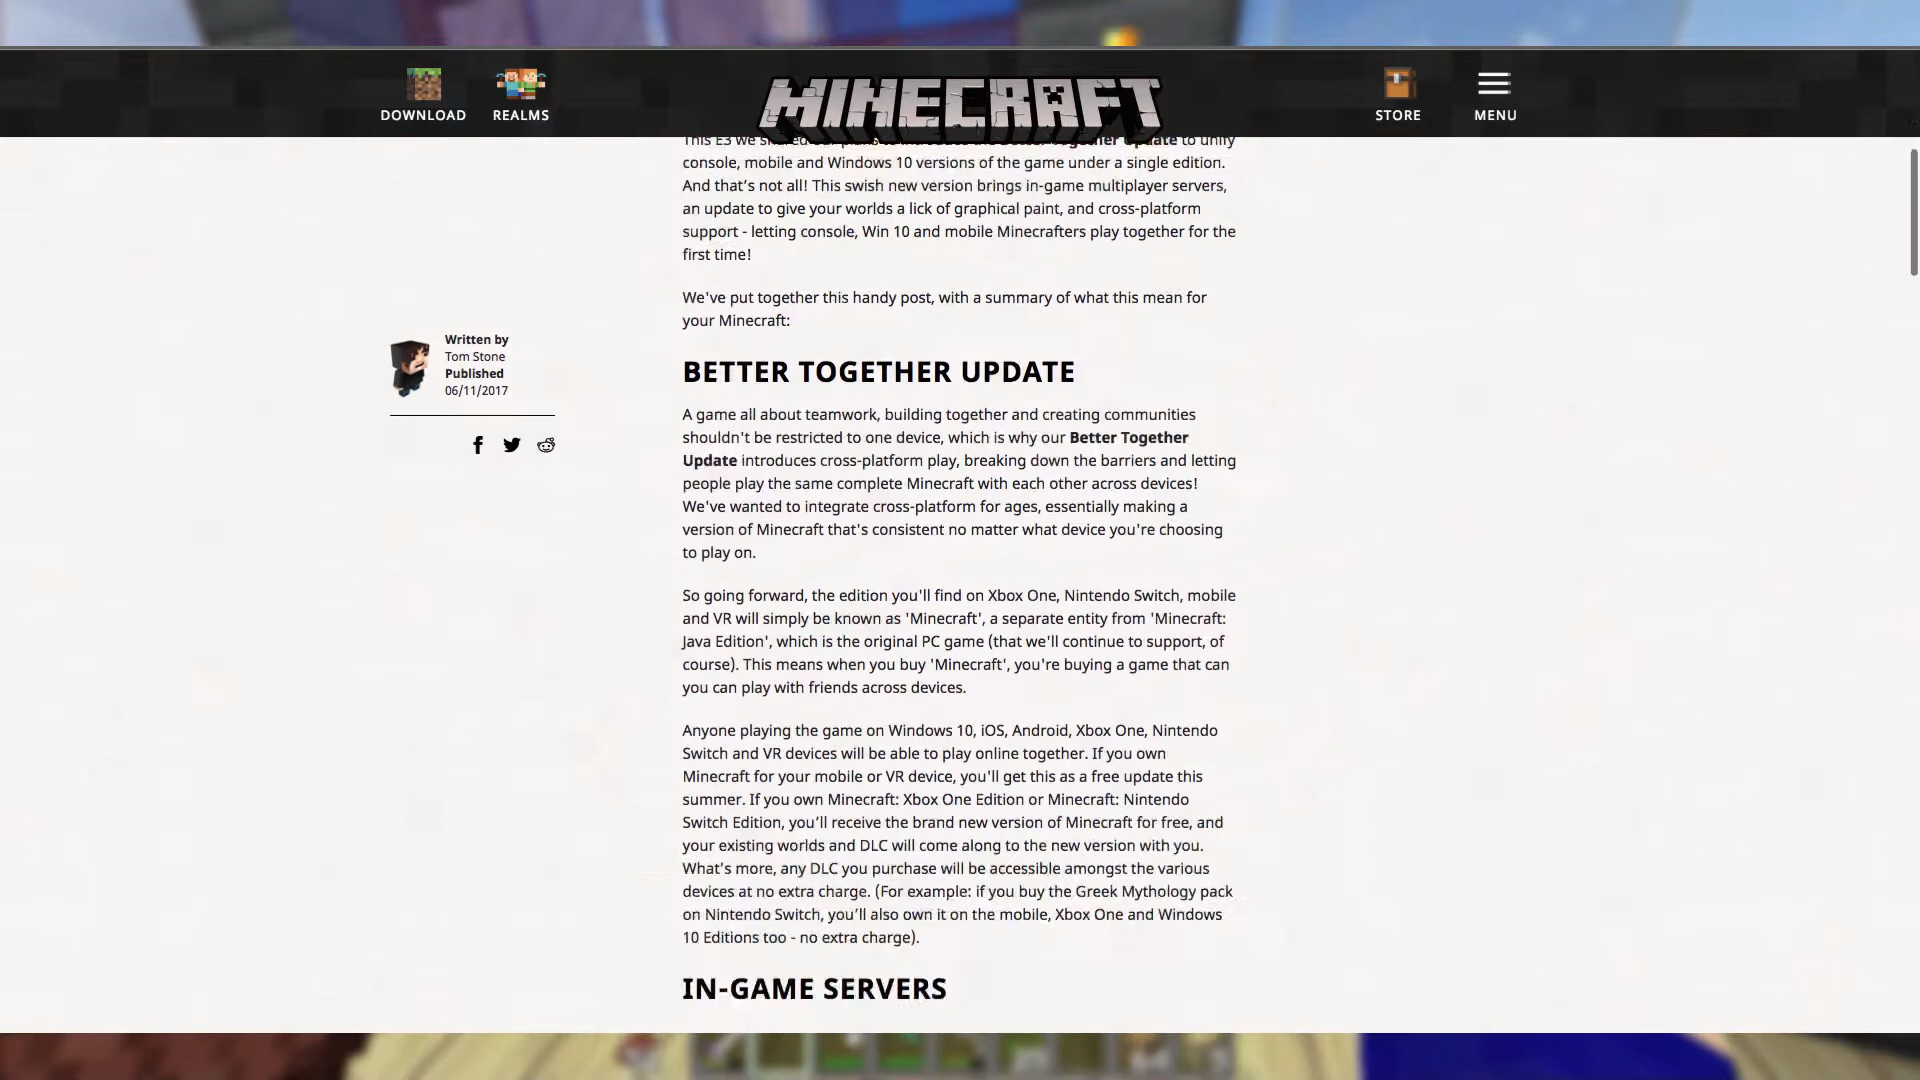 MINECRAFT
DOWNLOAD
REALMS
STORE
MENU
This E3 we shared our plans to introduce the Better Together Update to unify
console, mobile and Windows 10 versions of the game under a single edition.
And that’s not all! This swish new version brings in-game multiplayer servers,
an update to give your worlds a lick of graphical paint, and cross-platform
support - letting console, Win 10 and mobile Minecrafters play together for the
first time!
We've put together this handy post, with a summary of what this mean for
your Minecraft:
Written by
Tom Stone
Published
06/11/2017
BETTER TOGETHER UPDATE
A game all about teamwork, building together and creating communities
shouldn't be restricted to one device, which is why our Better Together
Update introduces cross-platform play, breaking down the barriers and letting
people play the same complete Minecraft with each other across devices!
We've wanted to integrate cross-platform for ages, essentially making a
version of Minecraft that's consistent no matter what device you're choosing
to play on.
So going forward, the edition you'll find on Xbox One, Nintendo Switch, mobile
and VR will simply be known as 'Minecraft', a separate entity from 'Minecraft:
Java Edition', which is the original PC game (that we'll continue to support, of
course). This means when you buy 'Minecraft', you're buying a game that can
you can play with friends across devices.
Anyone playing the game on Windows 10, iOS, Android, Xbox One, Nintendo
Switch and VR devices will be able to play online together. If you own
Minecraft for your mobile or VR device, you'll get this as a free update this
summer. If you own Minecraft: Xbox One Edition or Minecraft: Nintendo
Switch Edition, you’ll receive the brand new version of Minecraft for free, and
your existing worlds and DLC will come along to the new version with you.
What’s more, any DLC you purchase will be accessible amongst the various
devices at no extra charge. (For example: if you buy the Greek Mythology pack
on Nintendo Switch, you’ll also own it on the mobile, Xbox One and Windows
10 Editions too - no extra charge).
IN-GAME SERVERS